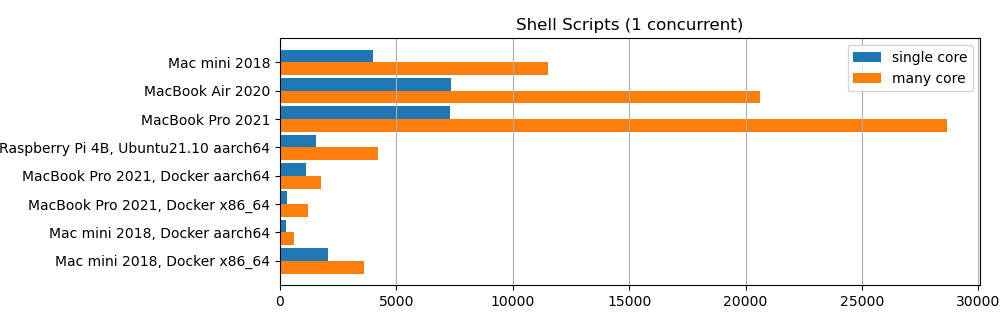 Shell Scripts (1 concurrent)
single core
many core
Mac mini 2018
MacBook Air 2020
MacBook Pro 2021
Raspberry Pi 4B, Ubuntu21.10 aarch64
MacBook Pro 2021, Docker aarch64
MacBook Pro 2021, Docker x86_64
Mac mini 2018, Docker aarch64
Mac mini 2018, Docker x86_64
0 5000 10000 15000 20000 25000 30000